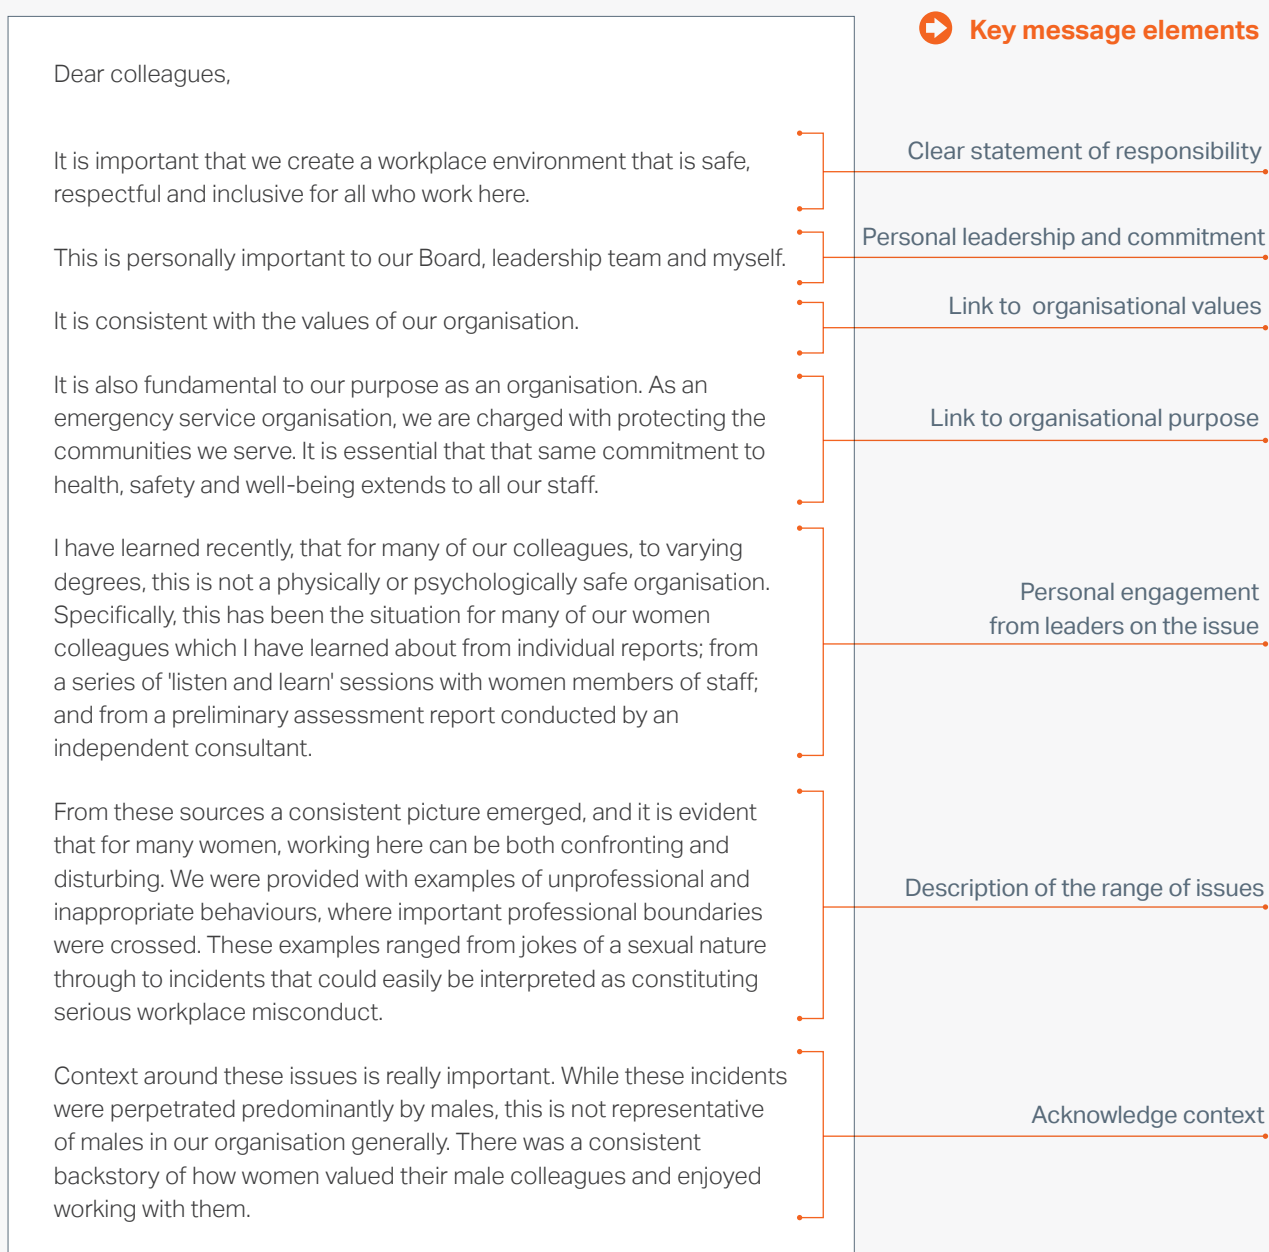 Key message elements
Dear colleagues,
It is important that we create a workplace environment that is safe,
respectful and inclusive for all who work here.
Clear statement of responsibility
This is personally important to our Board, leadership team and myself.
Personal leadership and commitment
It is consistent with the values of our organisation.
Link to organisational values
It is also fundamental to our purpose as an organisation. As an
emergency service organisation, we are charged with protecting the
communities we serve. It is essential that that same commitment to
health, safety and well-being extends to all our staff.
Link to organisational purpose
I have learned recently, that for many of our colleagues, to varying
degrees, this is not a physically or psychologically safe organisation.
Specifically, this has been the situation for many of our women
colleagues which I have learned about from individual reports; from
a series of 'listen and learn' sessions with women members of staff;
and from a preliminary assessment report conducted by an
independent consultant.
Personal engagement
from leaders on the issue
From these sources a consistent picture emerged, and it is evident
that for many women, working here can be both confronting and
disturbing. We were provided with examples of unprofessional and
inappropriate behaviours, where important professional boundaries
were crossed. These examples ranged from jokes of a sexual nature
through to incidents that could easily be interpreted as constituting
serious workplace misconduct.
Description of the range of issues
Context around these issues is really important. While these incidents
were perpetrated predominantly by males, this is not representative
of males in our organisation generally. There was a consistent
backstory of how women valued their male colleagues and enjoyed
working with them.
Acknowledge context